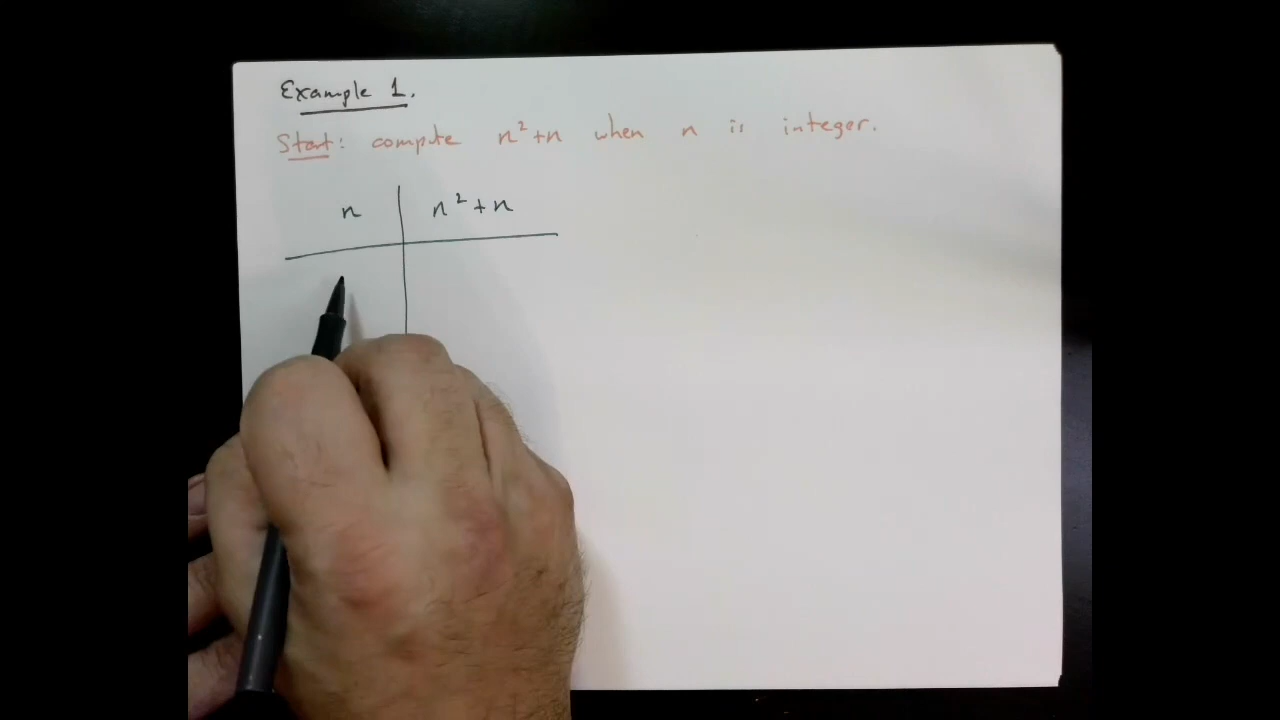 Example 1.
Start: compute n²+n when n is integer.
n n²+n